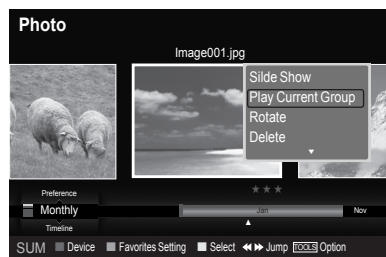 Photo
Image001.jpg
Silde Show
Play Current Group
Rotate
Delete
Preference
Monthly
Timeline
Jan
Nov
SUM Device Favorites Setting Select Jump TOOLS Option